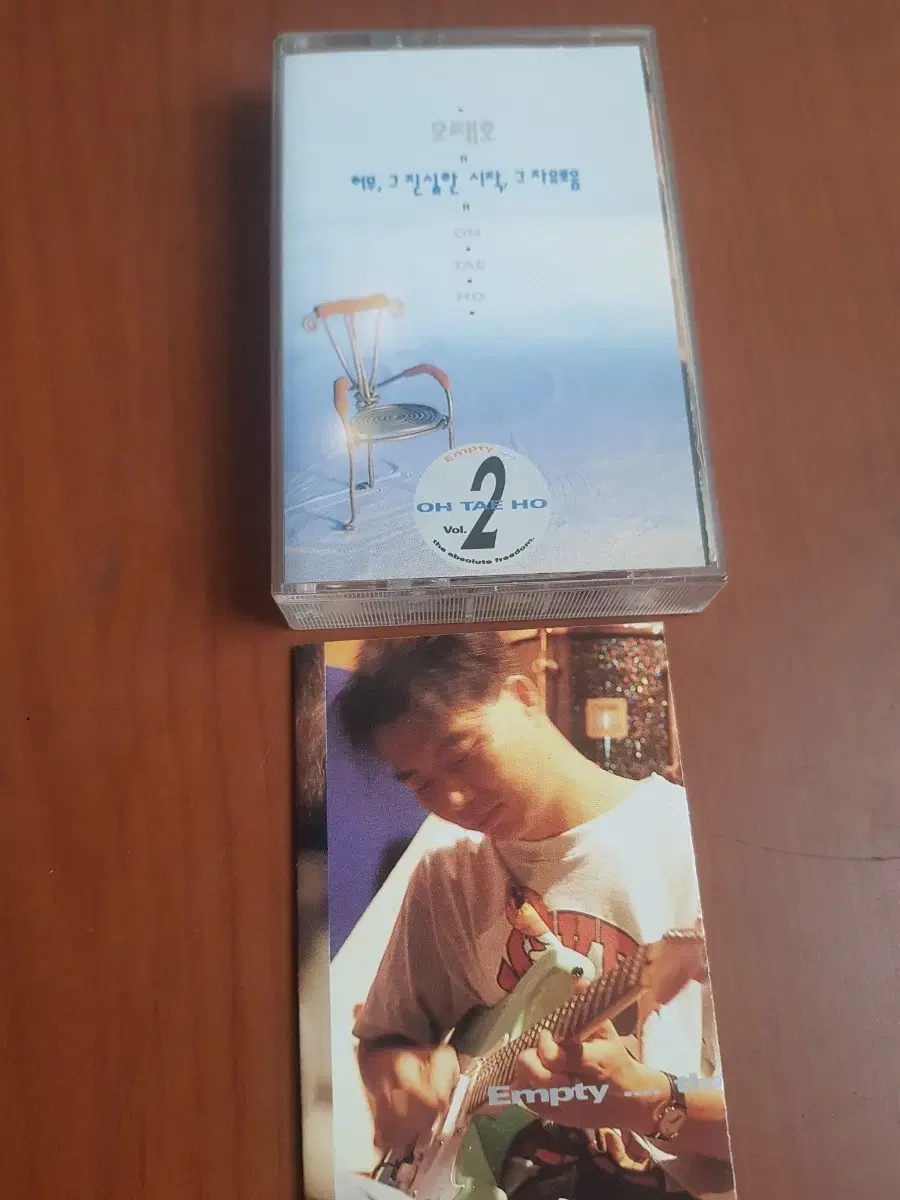 오태호
허무, 그 진실한 시작, 그 자유로움
OH
TAE
HO
Empty ...
2
OH TAE HO
Vol.
the absolute freedom.
Empty ....